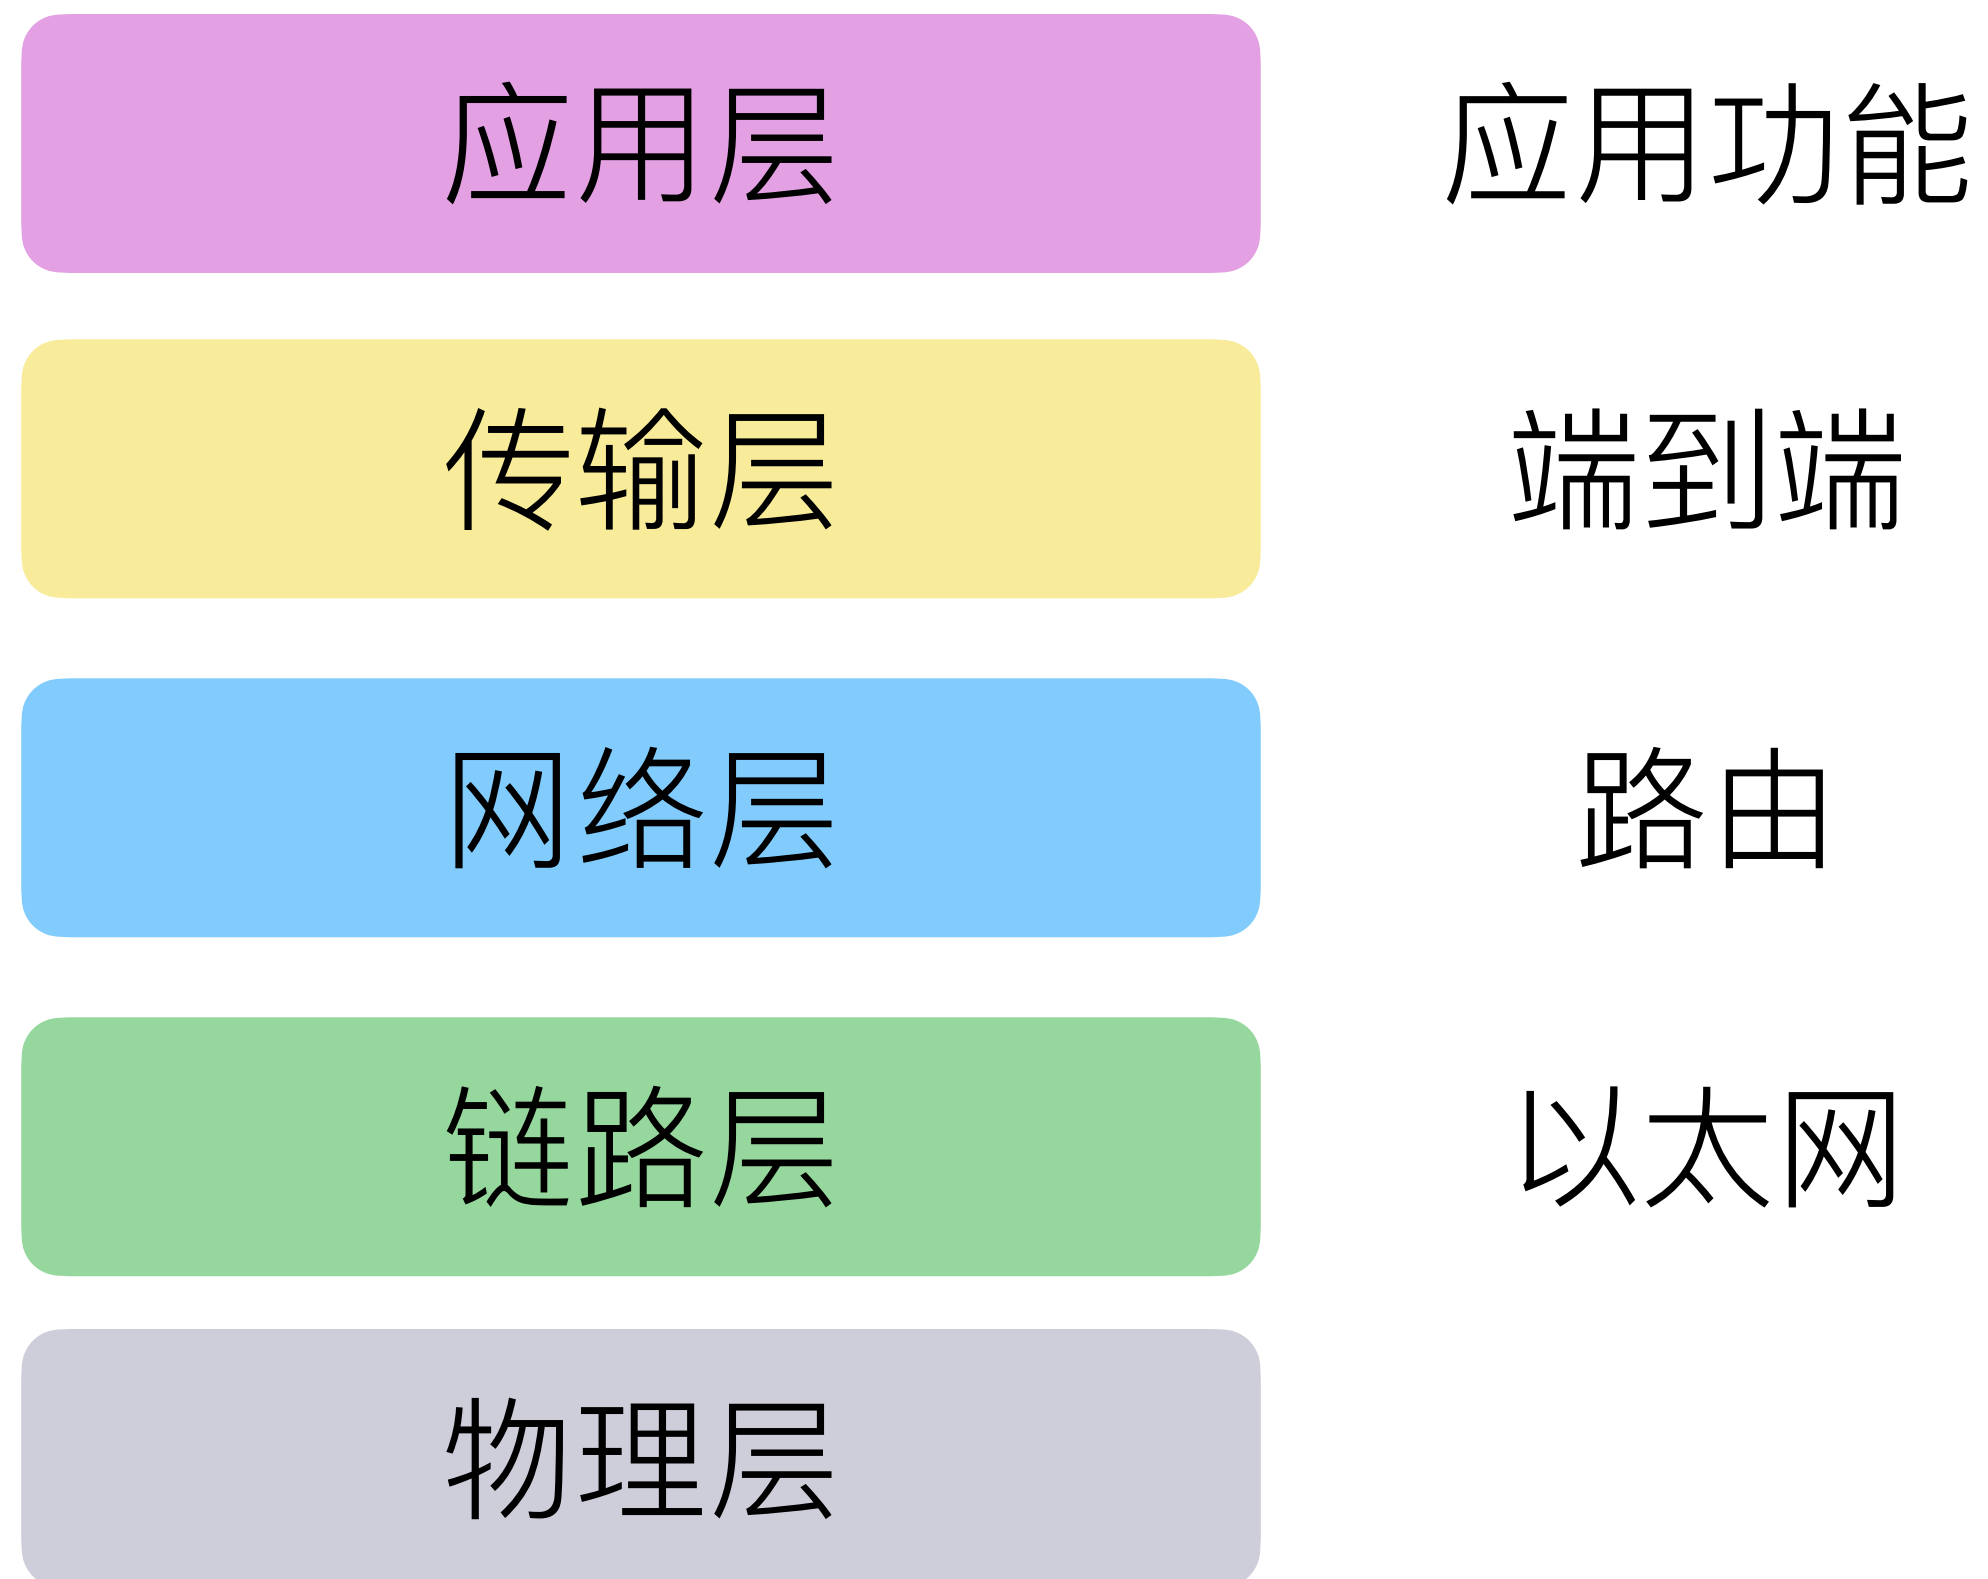 应用层 应用功能
传输层 端到端
网络层 路由
链路层 以太网
物理层